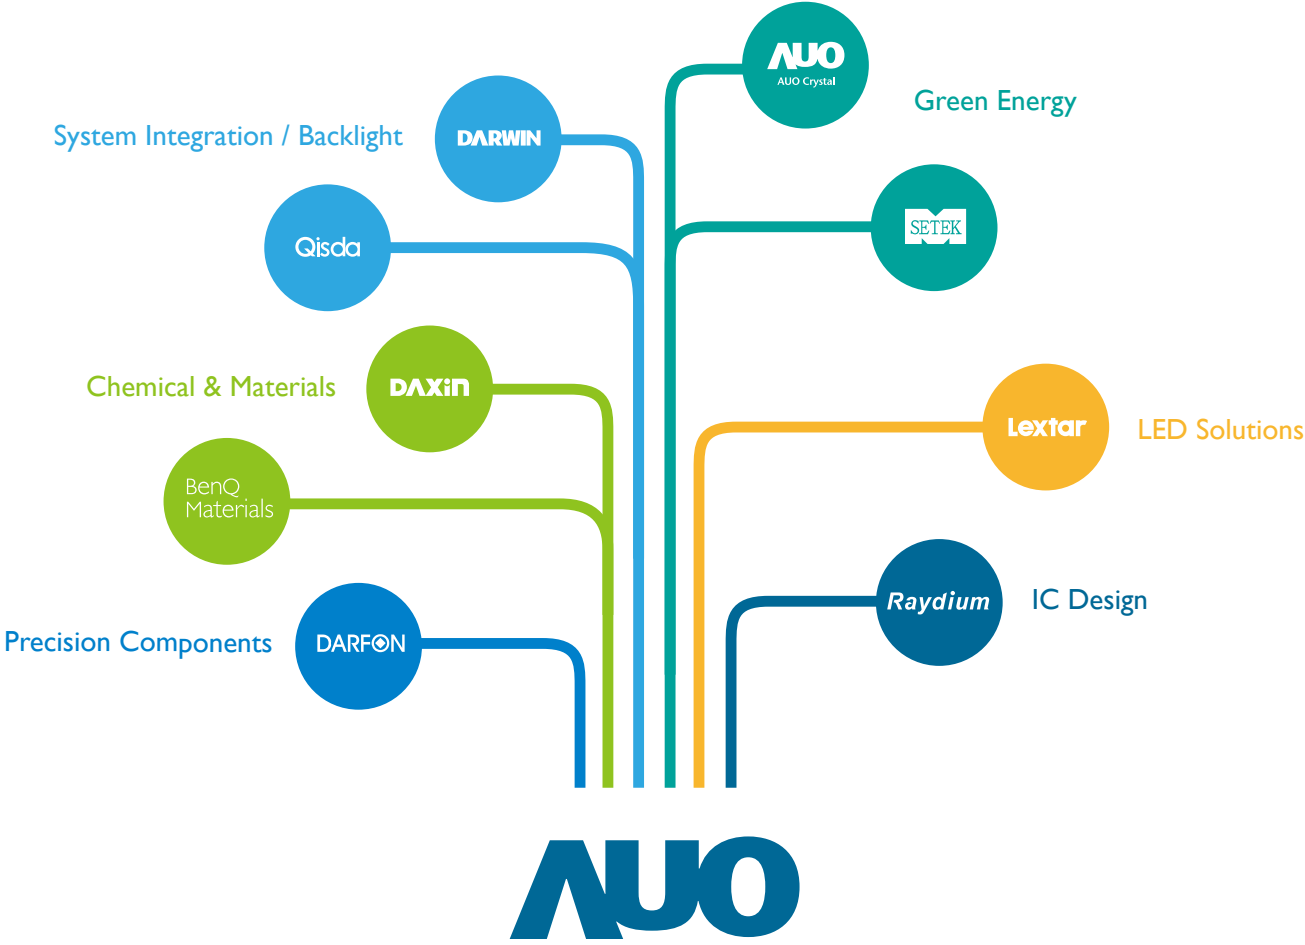 AUO
AUO Crystal
Green Energy
System Integration / Backlight
DARWIN
SETEK
Qisda
Chemical & Materials
DAXin
Lextar
LED Solutions
BenQ
Materials
Raydium
IC Design
Precision Components
DARFON
AUO